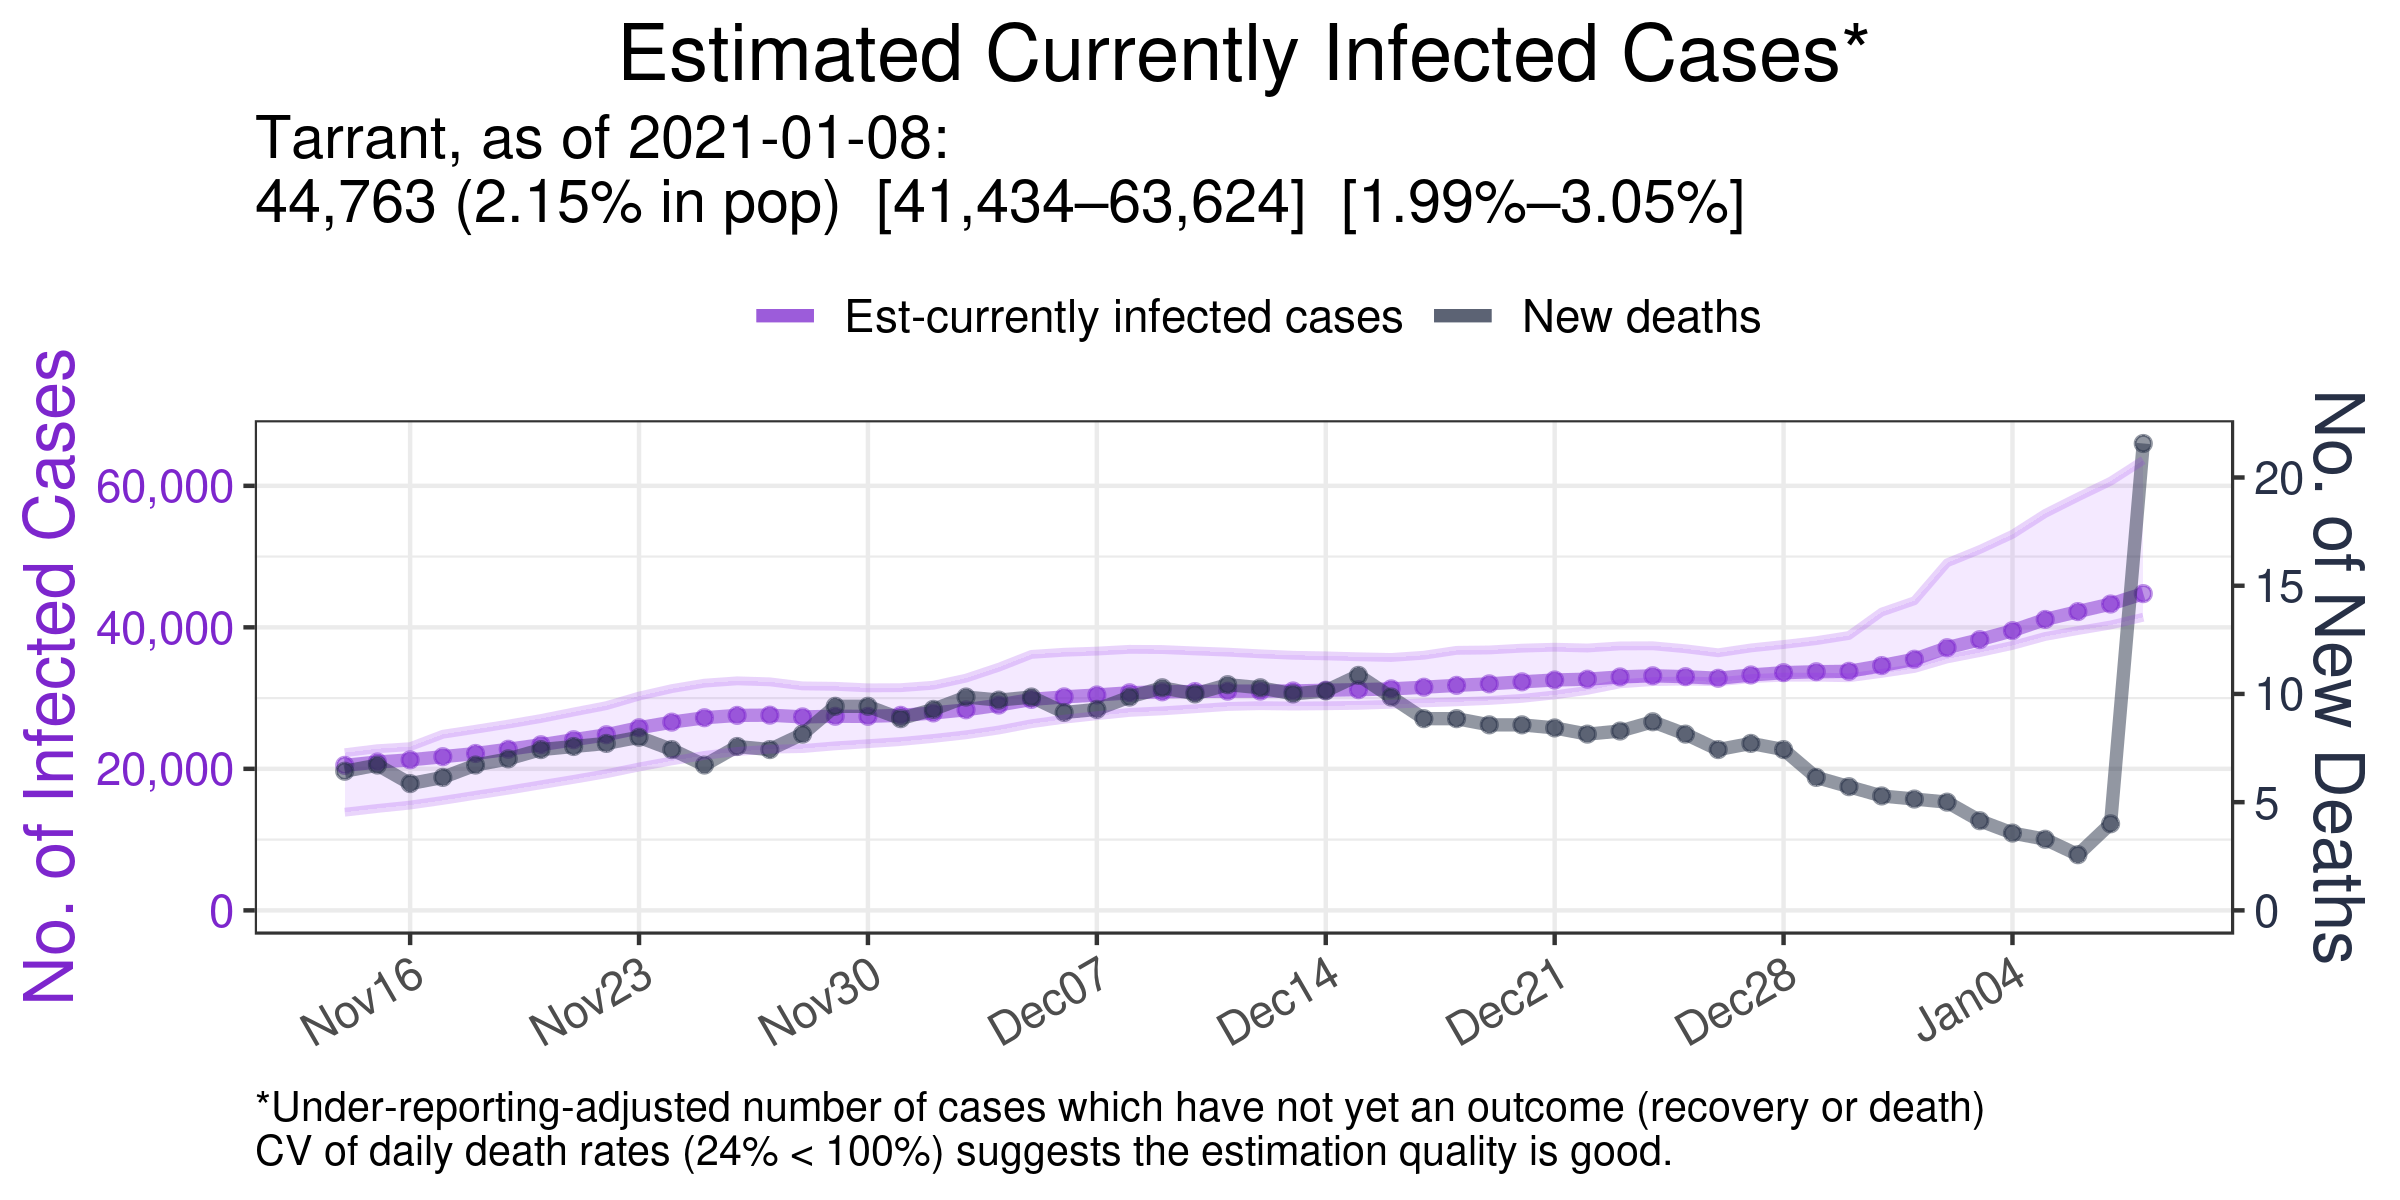 Estimated Currently Infected Cases*
Tarrant, as of 2021-01-08:
44,763 (2.15% in pop) [41,434–63,624] [1.99%–3.05%]
Est-currently infected cases
New deaths
No. of Infected Cases
60,000
40,000
20,000
0
20
15
10
5
0
No. of New Deaths
Nov16
Nov23
Nov30
Dec07
Dec14
Dec21
Dec28
Jan04
*Under-reporting-adjusted number of cases which have not yet an outcome (recovery or death)
CV of daily death rates (24% < 100%) suggests the estimation quality is good.